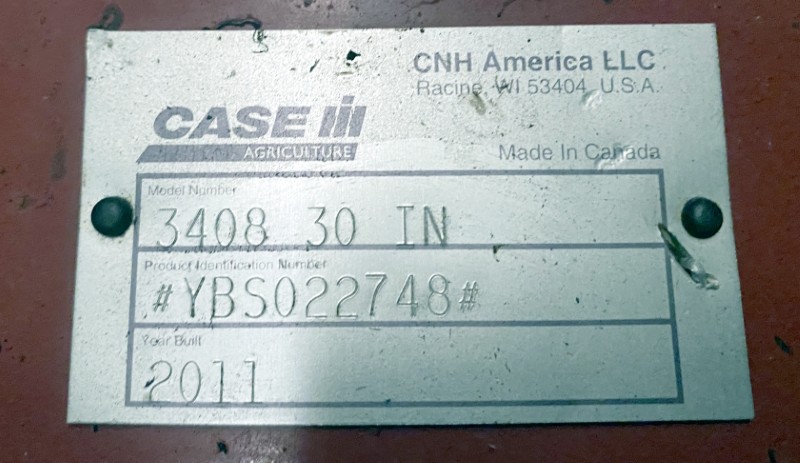 CNH America LLC
Racine, WI 53404, U.S.A.
CASE IH
AGRICULTURE
Made In Canada
Model Number
3408 30 IN
Product Identification Number
#YBS022748#
Year Built
2011